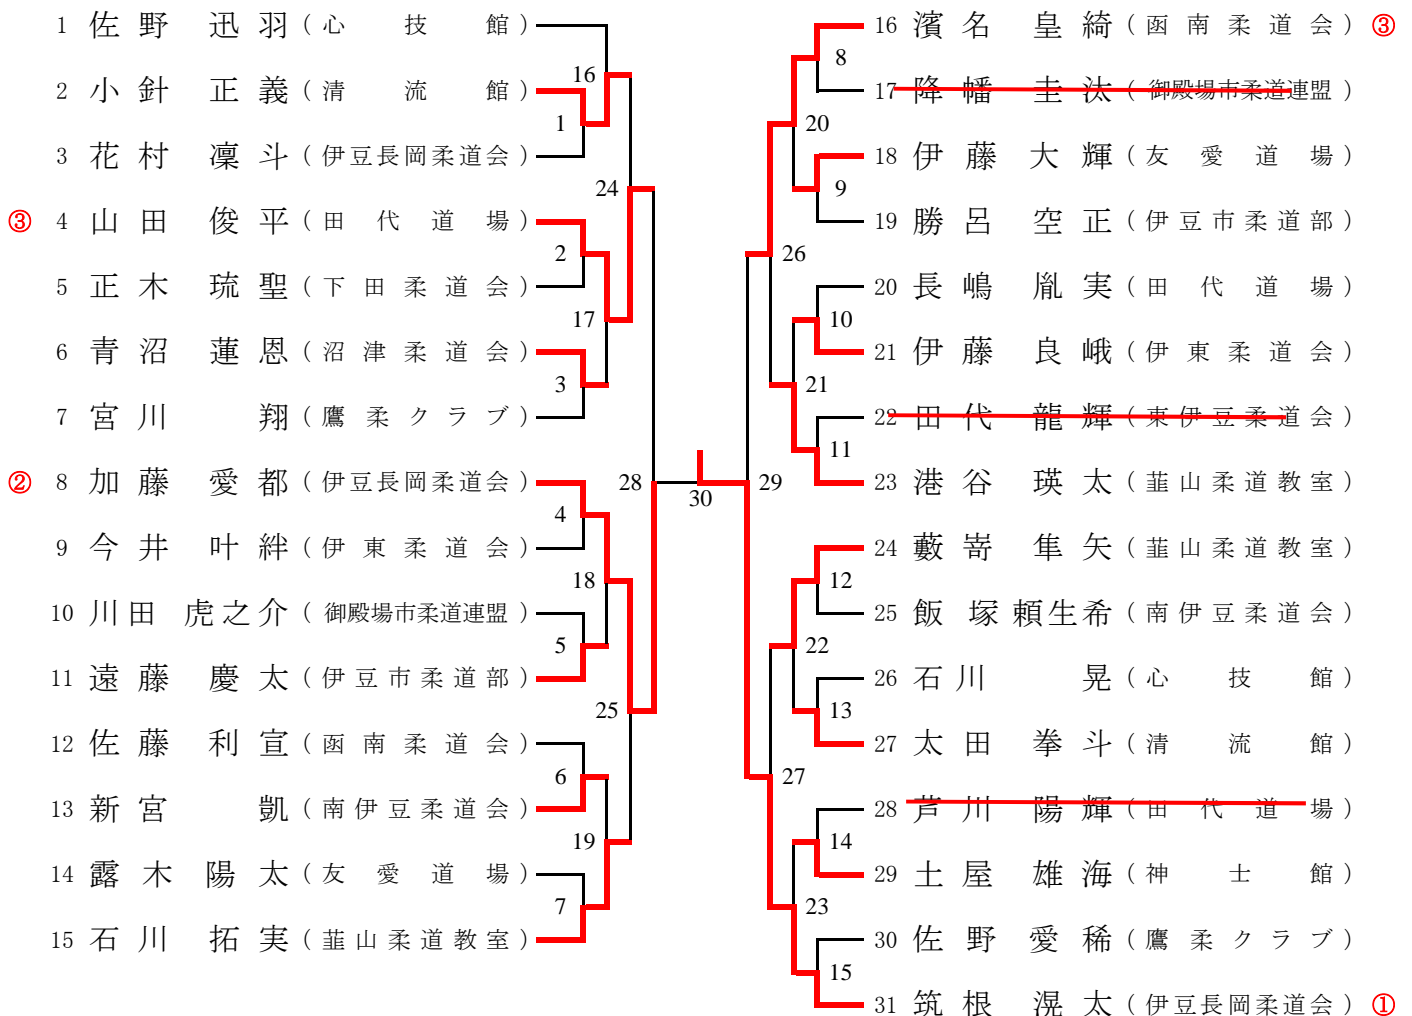 1 佐野 迅羽 (心技館)
2 小針 正義 (清流館)
3 花村 凜斗 (伊豆長岡柔道会)
③ 4 山田 俊平 (田代道場)
5 正木 琉聖 (下田柔道会)
6 青沼 蓮恩 (沼津柔道会)
7 宮川 翔 (鷹柔クラブ)
② 8 加藤 愛都 (伊豆長岡柔道会)
9 今井 叶絆 (伊東柔道会)
10 川田 虎之介 (御殿場市柔道連盟)
11 遠藤 慶太 (伊豆市柔道部)
12 佐藤 利宣 (函南柔道会)
13 新宮 凱 (南伊豆柔道会)
14 露木 陽太 (友愛道場)
15 石川 拓実 (韮山柔道教室)
16
1
24
2
17
3
28
4
18
5
25
6
19
7
30
16 濱名 皇綺 (函南柔道会) ③
17 降幡 圭汰 (御殿場市柔道連盟)
18 伊藤 大輝 (友愛道場)
19 勝呂 空正 (伊豆市柔道部)
20 長嶋 胤実 (田代道場)
21 伊藤 良峨 (伊東柔道会)
22 田代 龍輝 (東伊豆柔道会)
23 港谷 瑛太 (韮山柔道教室)
24 藪嵜 隼矢 (韮山柔道教室)
25 飯塚 頼生希 (南伊豆柔道会)
26 石川 晃 (心技館)
27 太田 拳斗 (清流館)
28 芦川 陽輝 (田代道場)
29 土屋 雄海 (神士館)
30 佐野 愛稀 (鷹柔クラブ)
31 筑根 滉太 (伊豆長岡柔道会) ①
8
20
9
26
10
21
11
29
12
22
13
27
14
23
15